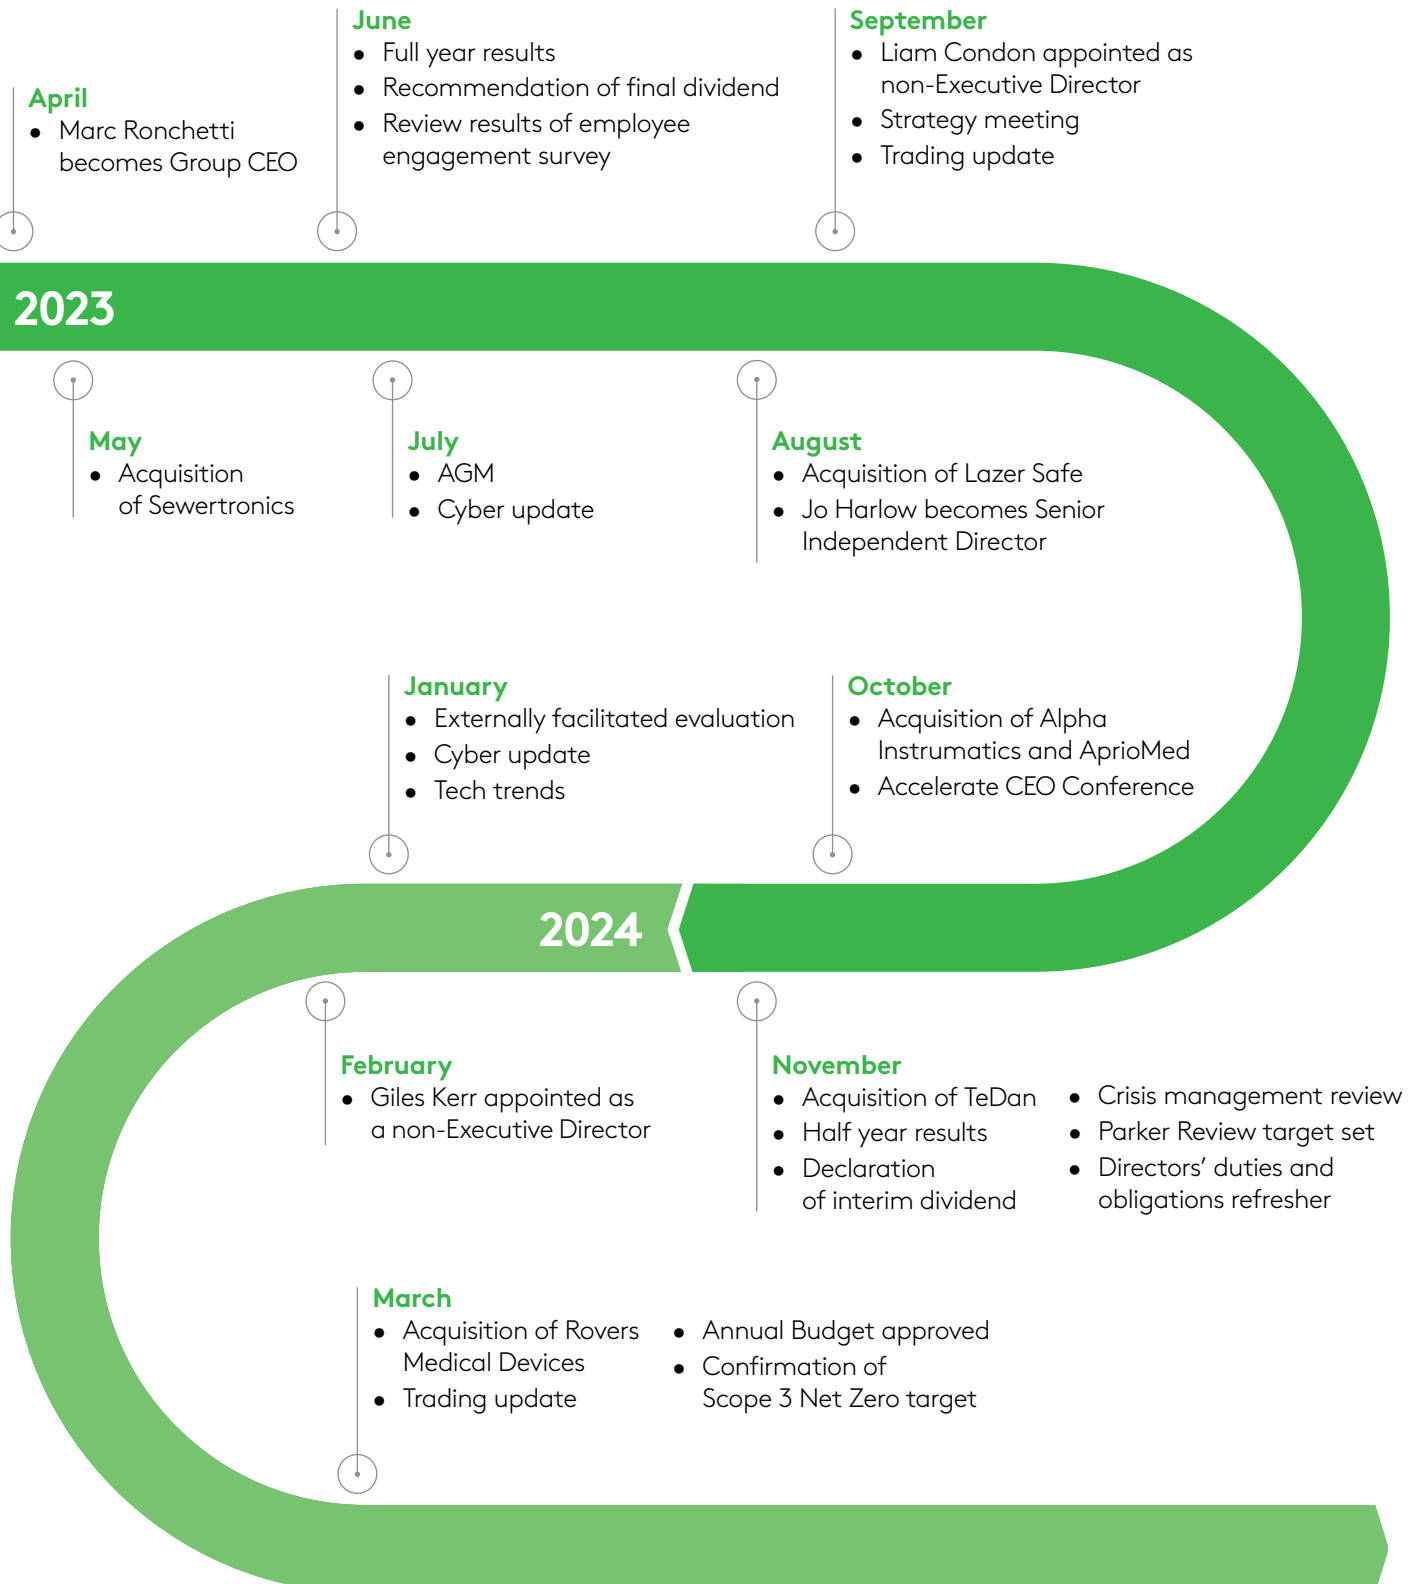 April
• Marc Ronchetti
becomes Group CEO
June
• Full year results
• Recommendation of final dividend
• Review results of employee
engagement survey
September
• Liam Condon appointed as
non-Executive Director
• Strategy meeting
• Trading update
2023
May
• Acquisition
of Sewertronics
July
• AGM
• Cyber update
August
• Acquisition of Lazer Safe
• Jo Harlow becomes Senior
Independent Director
October
• Acquisition of Alpha
Instrumatics and AprioMed
• Accelerate CEO Conference
November
• Acquisition of TeDan
• Half year results
• Declaration
of interim dividend
• Crisis management review
• Parker Review target set
• Directors’ duties and
obligations refresher
2024
January
• Externally facilitated evaluation
• Cyber update
• Tech trends
February
• Giles Kerr appointed as
a non-Executive Director
March
• Acquisition of Rovers
Medical Devices
• Trading update
• Annual Budget approved
• Confirmation of
Scope 3 Net Zero target